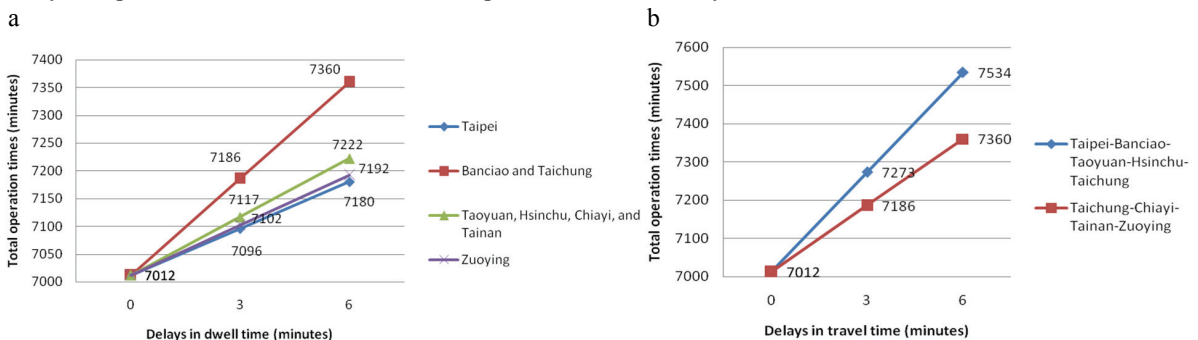 a
7400
7350
7300
7250
7200
7150
7100
7050
7000
Total operation times (minutes)
7360
7186
7222
7192
7180
7117
7102
7096
7012
0 3 6
Delays in dwell time (minutes)
Taipei
Banciao and Taichung
Taoyuan, Hsinchu, Chiayi, and
Tainan
Zuoying
b
7600
7500
7400
7300
7200
7100
7000
Total operation times (minutes)
7534
7360
7273
7186
7012
0 3 6
Delays in travel time (minutes)
Taipei-Banciao-
Taoyuan-Hsinchu-
Taichung
Taichung-Chiayi-
Tainan-Zuoying